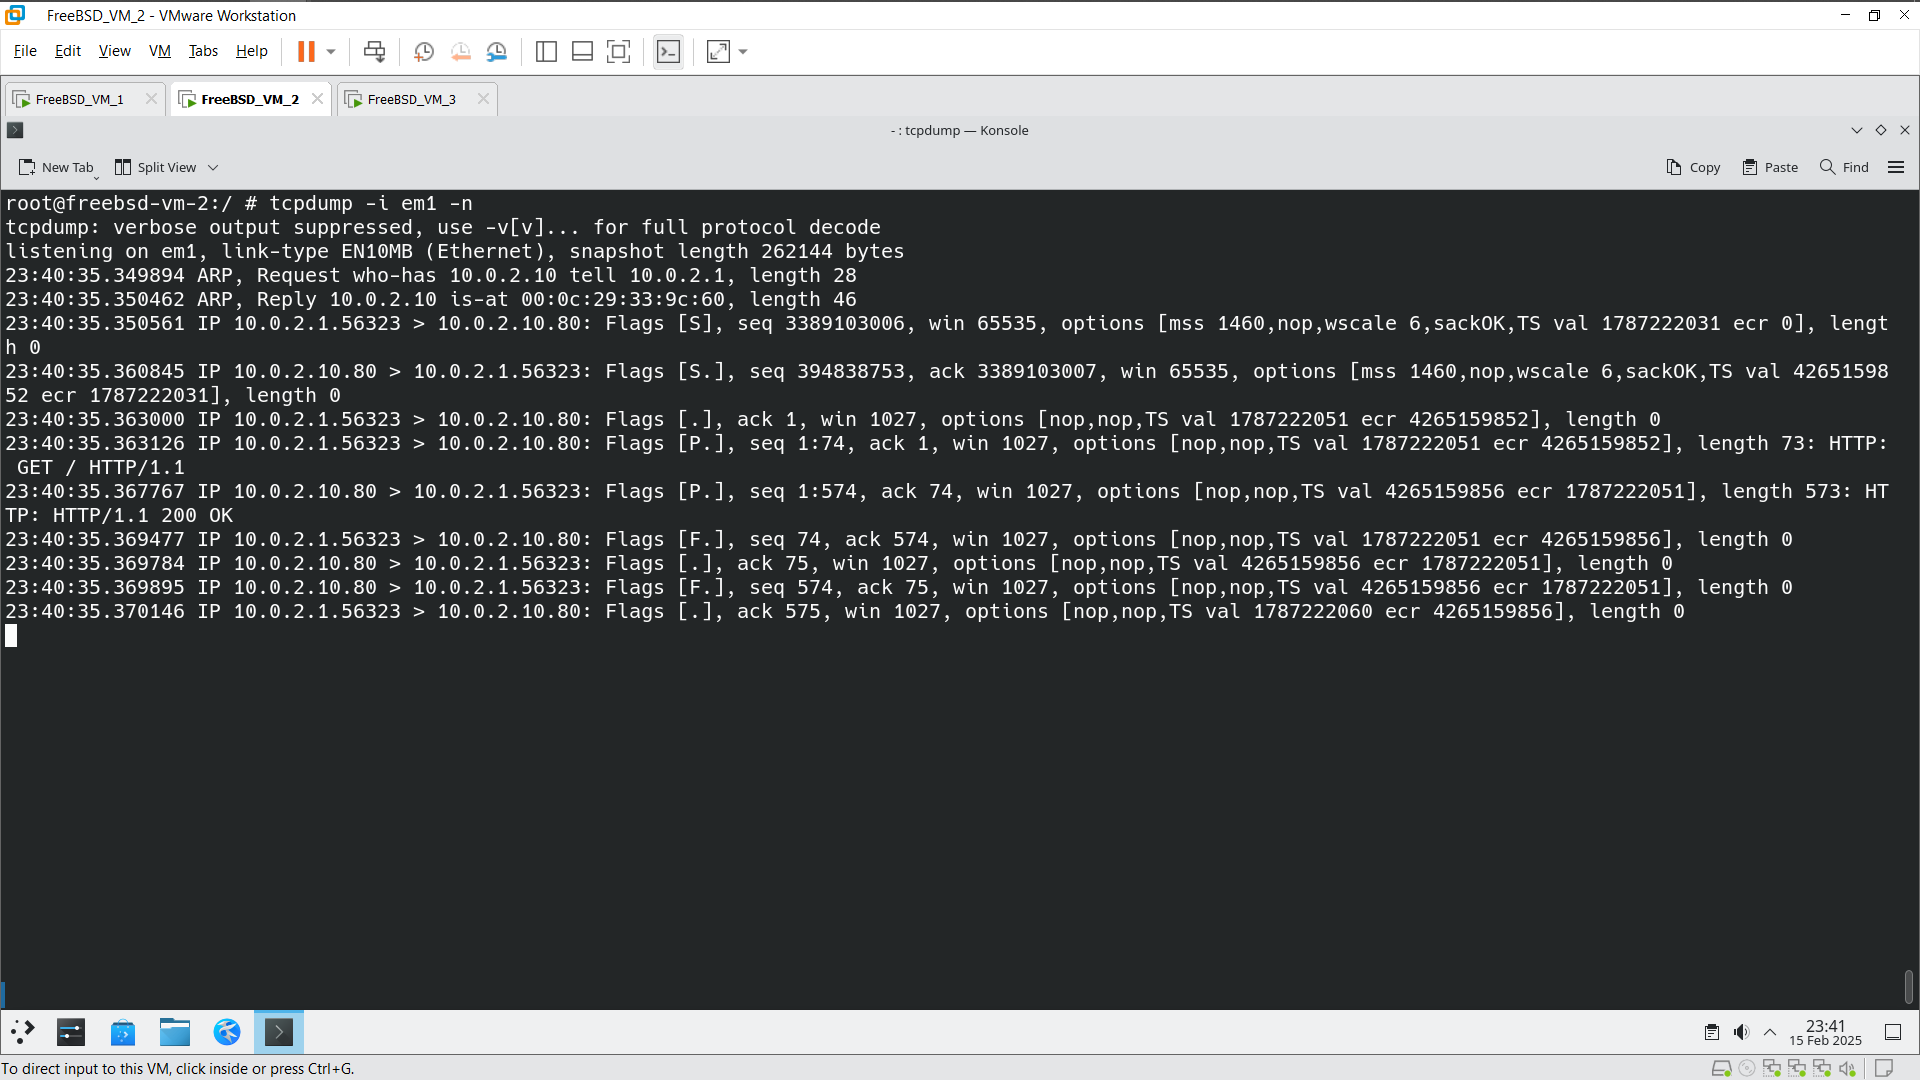 FreeBSD_VM_2 - VMware Workstation
File Edit View VM Tabs Help
FreeBSD_VM_1 FreeBSD_VM_2 FreeBSD_VM_3
- : tcpdump — Konsole
New Tab Split View Copy Paste Find
root@freebsd-vm-2:/ # tcpdump -i em1 -n
tcpdump: verbose output suppressed, use -v[v]... for full protocol decode
listening on em1, link-type EN10MB (Ethernet), snapshot length 262144 bytes
23:40:35.349894 ARP, Request who-has 10.0.2.10 tell 10.0.2.1, length 28
23:40:35.350462 ARP, Reply 10.0.2.10 is-at 00:0c:29:33:9c:60, length 46
23:40:35.350561 IP 10.0.2.1.56323 > 10.0.2.10.80: Flags [S], seq 3389103006, win 65535, options [mss 1460,nop,wscale 6,sackOK,TS val 1787222031 ecr 0], lengt
h 0
23:40:35.360845 IP 10.0.2.10.80 > 10.0.2.1.56323: Flags [S.], seq 394838753, ack 3389103007, win 65535, options [mss 1460,nop,wscale 6,sackOK,TS val 42651598
52 ecr 1787222031], length 0
23:40:35.363000 IP 10.0.2.1.56323 > 10.0.2.10.80: Flags [.], ack 1, win 1027, options [nop,nop,TS val 1787222051 ecr 4265159852], length 0
23:40:35.363126 IP 10.0.2.1.56323 > 10.0.2.10.80: Flags [P.], seq 1:74, ack 1, win 1027, options [nop,nop,TS val 1787222051 ecr 4265159852], length 73: HTTP:
 GET / HTTP/1.1
23:40:35.367767 IP 10.0.2.10.80 > 10.0.2.1.56323: Flags [P.], seq 1:574, ack 74, win 1027, options [nop,nop,TS val 4265159856 ecr 1787222051], length 573: HT
TP: HTTP/1.1 200 OK
23:40:35.369477 IP 10.0.2.1.56323 > 10.0.2.10.80: Flags [F.], seq 74, ack 574, win 1027, options [nop,nop,TS val 1787222051 ecr 4265159856], length 0
23:40:35.369784 IP 10.0.2.10.80 > 10.0.2.1.56323: Flags [.], ack 75, win 1027, options [nop,nop,TS val 4265159856 ecr 1787222051], length 0
23:40:35.369895 IP 10.0.2.10.80 > 10.0.2.1.56323: Flags [F.], seq 574, ack 75, win 1027, options [nop,nop,TS val 4265159856 ecr 1787222051], length 0
23:40:35.370146 IP 10.0.2.1.56323 > 10.0.2.10.80: Flags [.], ack 575, win 1027, options [nop,nop,TS val 1787222060 ecr 4265159856], length 0
23:41
15 Feb 2025
To direct input to this VM, click inside or press Ctrl+G.